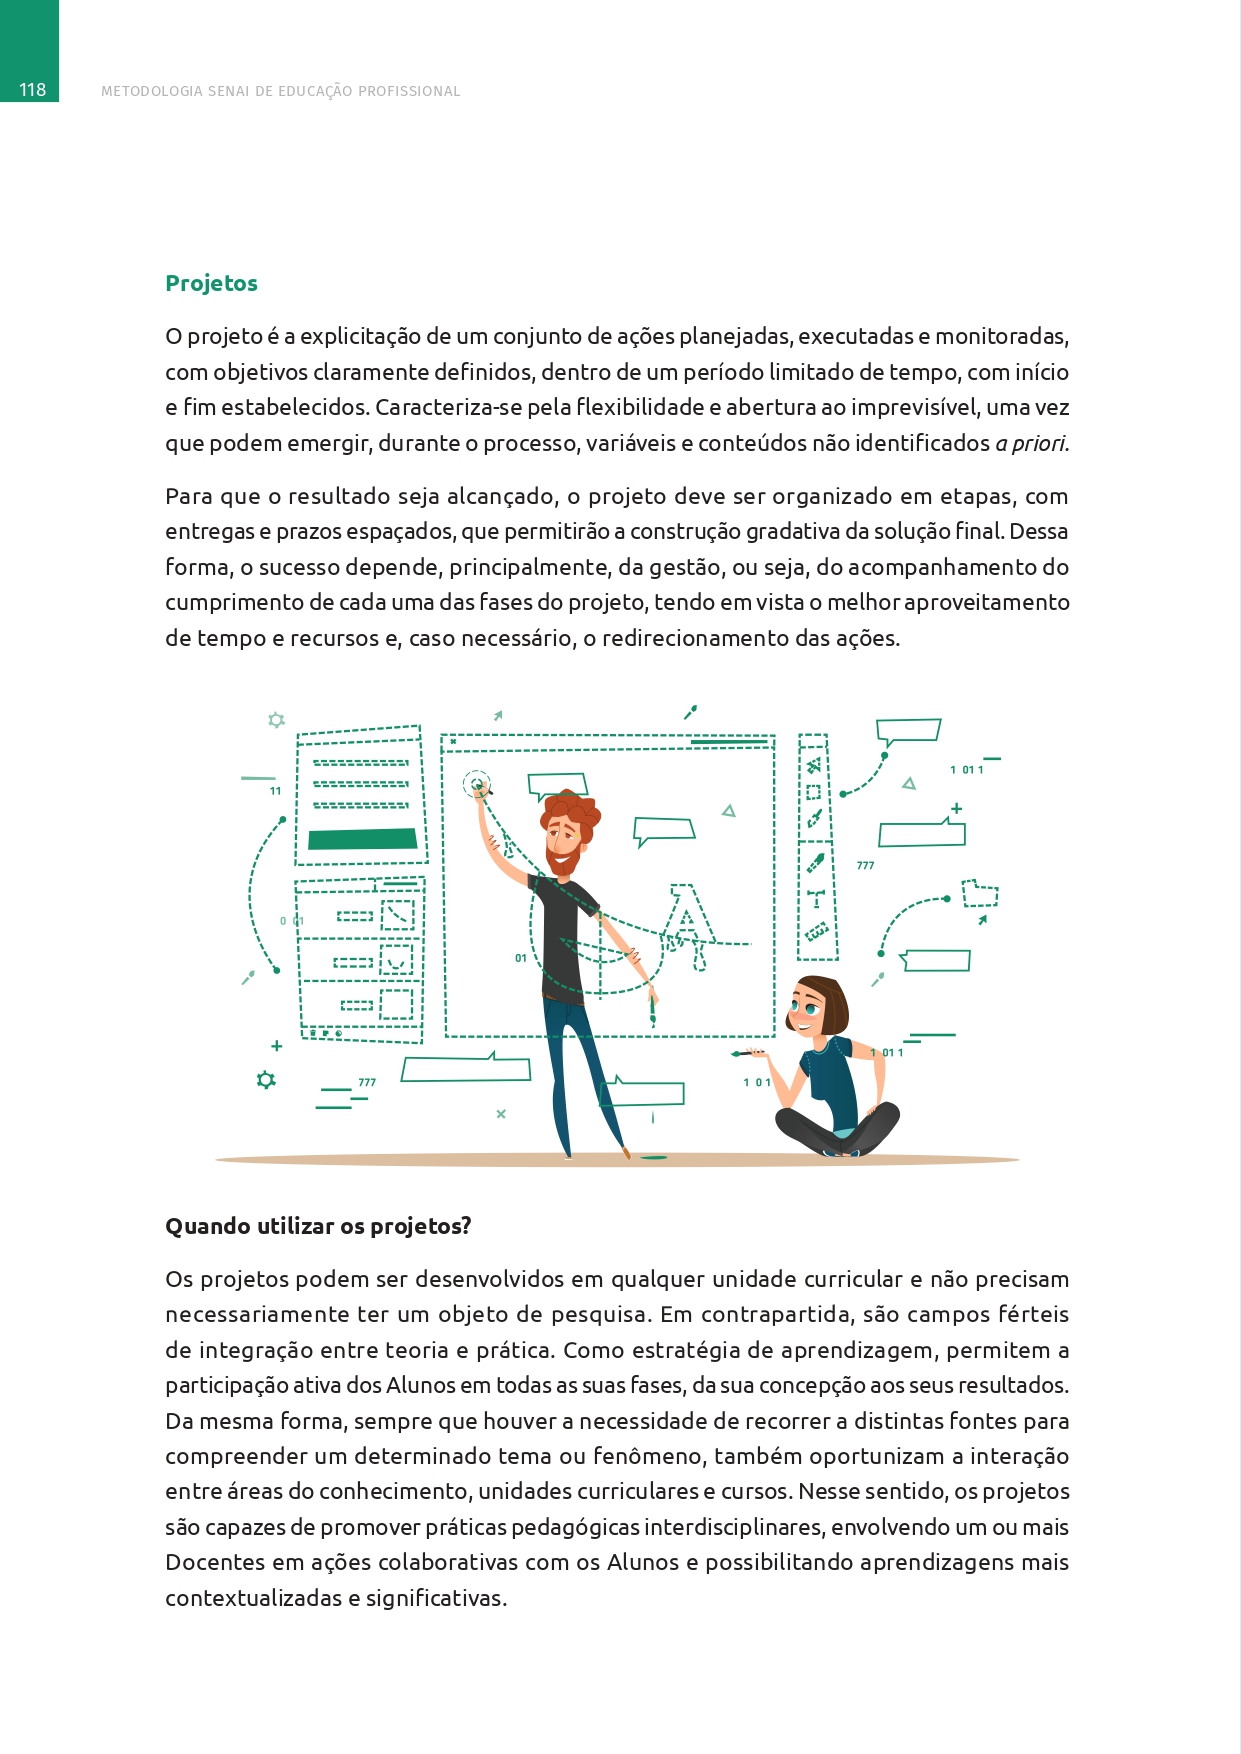 118
METODOLOGIA SENAI DE EDUCAÇÃO PROFISSIONAL
Projetos
O projeto é a explicitação de um conjunto de ações planejadas, executadas e monitoradas,
com objetivos claramente definidos, dentro de um período limitado de tempo, com início
e fim estabelecidos. Caracteriza-se pela flexibilidade e abertura ao imprevisível, uma vez
que podem emergir, durante o processo, variáveis e conteúdos não identificados a priori.
Para que o resultado seja alcançado, o projeto deve ser organizado em etapas, com
entregas e prazos espaçados, que permitirão a construção gradativa da solução final. Dessa
forma, o sucesso depende, principalmente, da gestão, ou seja, do acompanhamento do
cumprimento de cada uma das fases do projeto, tendo em vista o melhor aproveitamento
de tempo e recursos e, caso necessário, o redirecionamento das ações.
1 01 1
11
777
A
T
0 01
01
1 01 1
777
1 0 1
Quando utilizar os projetos?
Os projetos podem ser desenvolvidos em qualquer unidade curricular e não precisam
necessariamente ter um objeto de pesquisa. Em contrapartida, são campos férteis
de integração entre teoria e prática. Como estratégia de aprendizagem, permitem a
participação ativa dos Alunos em todas as suas fases, da sua concepção aos seus resultados.
Da mesma forma, sempre que houver a necessidade de recorrer a distintas fontes para
compreender um determinado tema ou fenômeno, também oportunizam a interação
entre áreas do conhecimento, unidades curriculares e cursos. Nesse sentido, os projetos
são capazes de promover práticas pedagógicas interdisciplinares, envolvendo um ou mais
Docentes em ações colaborativas com os Alunos e possibilitando aprendizagens mais
contextualizadas e significativas.